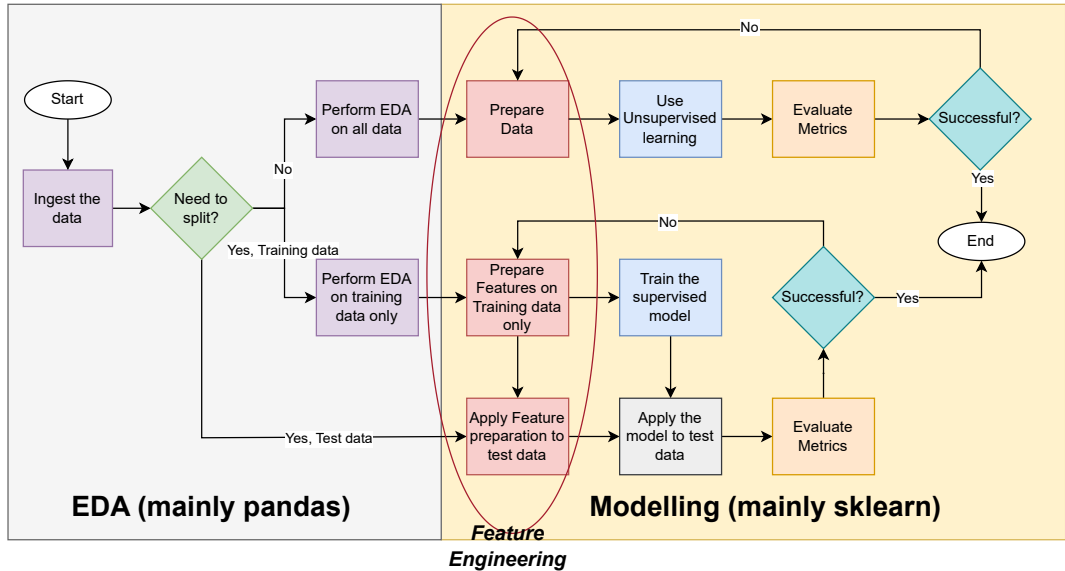 No
Start
Perform EDA
on all data
Prepare
Data
Use
Unsupervised
learning
Evaluate
Metrics
Successful?
No
Yes
Ingest the
data
Need to
split?
Yes, Training data
No
End
Perform EDA
on training
data only
Prepare
Features on
Training data
only
Train the
supervised
model
Successful?
Yes
Yes, Test data
Apply Feature
preparation to
test data
Apply the
model to test
data
Evaluate
Metrics
EDA (mainly pandas)
Modelling (mainly sklearn)
Feature
Engineering